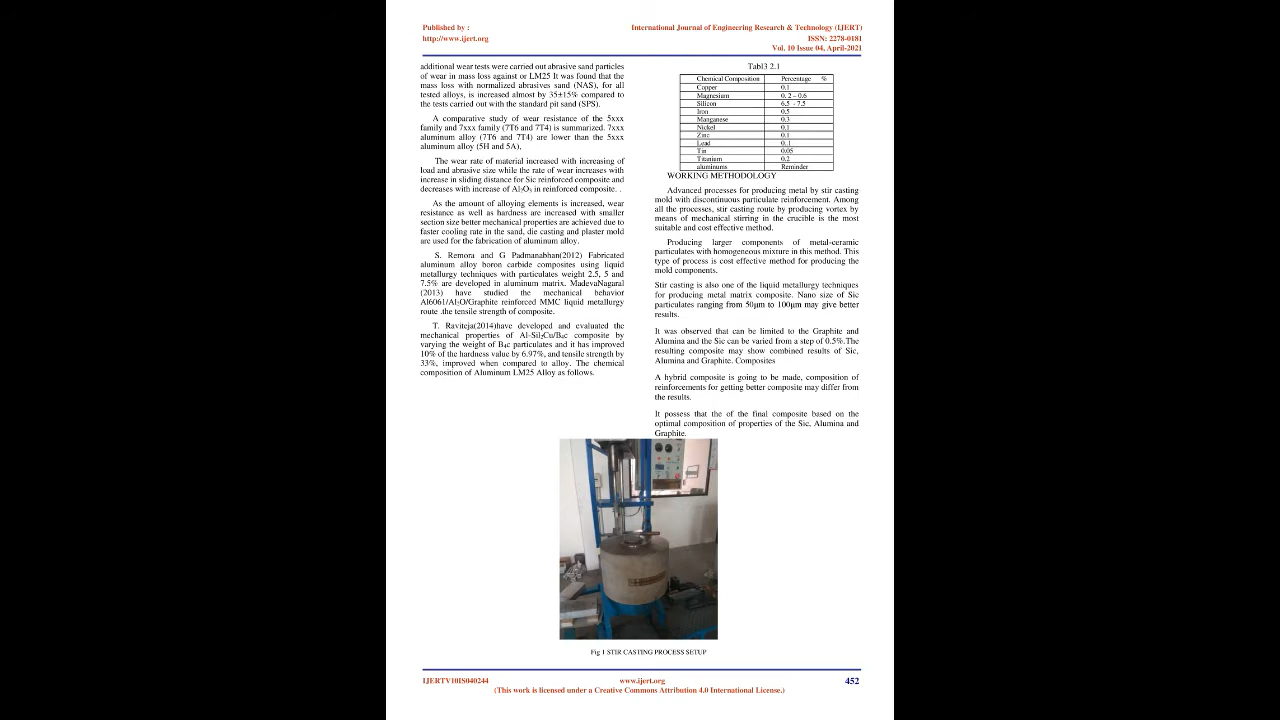 Published by :
http://www.ijert.org
International Journal of Engineering Research & Technology (IJERT)
ISSN: 2278-0181
Vol. 10 Issue 04, April-2021
additional wear tests were carried out abrasive sand particles
of wear in mass loss against or LM25 It was found that the
mass loss with normalized abrasives sand (NAS), for all
tested alloys, is increased almost by 35±15% compared to
the tests carried out with the standard pit sand (SPS).
A comparative study of wear resistance of the 5xxx
family and 7xxx family (7T6 and 7T4) is summarized. 7xxx
aluminum alloy (7T6 and 7T4) are lower than the 5xxx
aluminum alloy (5H and 5A),
The wear rate of material increased with increasing of
load and abrasive size while the rate of wear increases with
increase in sliding distance for Sic reinforced composite and
decreases with increase of Al2O3 in reinforced composite. .
As the amount of alloying elements is increased, wear
resistance as well as hardness are increased with smaller
section size better mechanical properties are achieved due to
faster cooling rate in the sand, die casting and plaster mold
are used for the fabrication of aluminum alloy.
S. Remora and G Padmanabhan(2012) Fabricated
aluminum alloy boron carbide composites using liquid
metallurgy techniques with particulates weight 2.5, 5 and
7.5% are developed in aluminum matrix. MadevaNagaral
(2013) have studied the mechanical behavior
Al6061/Al2O/Graphite reinforced MMC liquid metallurgy
route .the tensile strength of composite.
T. Raviteja(2014)have developed and evaluated the
mechanical properties of Al-Sil2Cu/B4c composite by
varying the weight of B4c particulates and it has improved
10% of the hardness value by 6.97%, and tensile strength by
33%, improved when compared to alloy. The chemical
composition of Aluminum LM25 Alloy as follows.
Tabl3 2.1
Chemical Composition Percentage %
Copper 0.1
Magnesium 0. 2 – 0.6
Silicon 6.5 - 7.5
Iron 0.5
Manganese 0.3
Nickel 0.1
Zinc 0.1
Lead 0..1
Tin 0.05
Titanium 0.2
aluminums Reminder
WORKING METHODOLOGY
Advanced processes for producing metal by stir casting
mold with discontinuous particulate reinforcement. Among
all the processes, stir casting route by producing vortex by
means of mechanical stirring in the crucible is the most
suitable and cost effective method.
Producing larger components of metal-ceramic
particulates with homogeneous mixture in this method. This
type of process is cost effective method for producing the
mold components.
Stir casting is also one of the liquid metallurgy techniques
for producing metal matrix composite. Nano size of Sic
particulates ranging from 50μm to 100μm may give better
results.
It was observed that can be limited to the Graphite and
Alumina and the Sic can be varied from a step of 0.5%.The
resulting composite may show combined results of Sic,
Alumina and Graphite. Composites
A hybrid composite is going to be made, composition of
reinforcements for getting better composite may differ from
the results.
It possess that the of the final composite based on the
optimal composition of properties of the Sic, Alumina and
Graphite.
Fig 1 STIR CASTING PROCESS SETUP
IJERTV10IS040244
www.ijert.org
452
(This work is licensed under a Creative Commons Attribution 4.0 International License.)